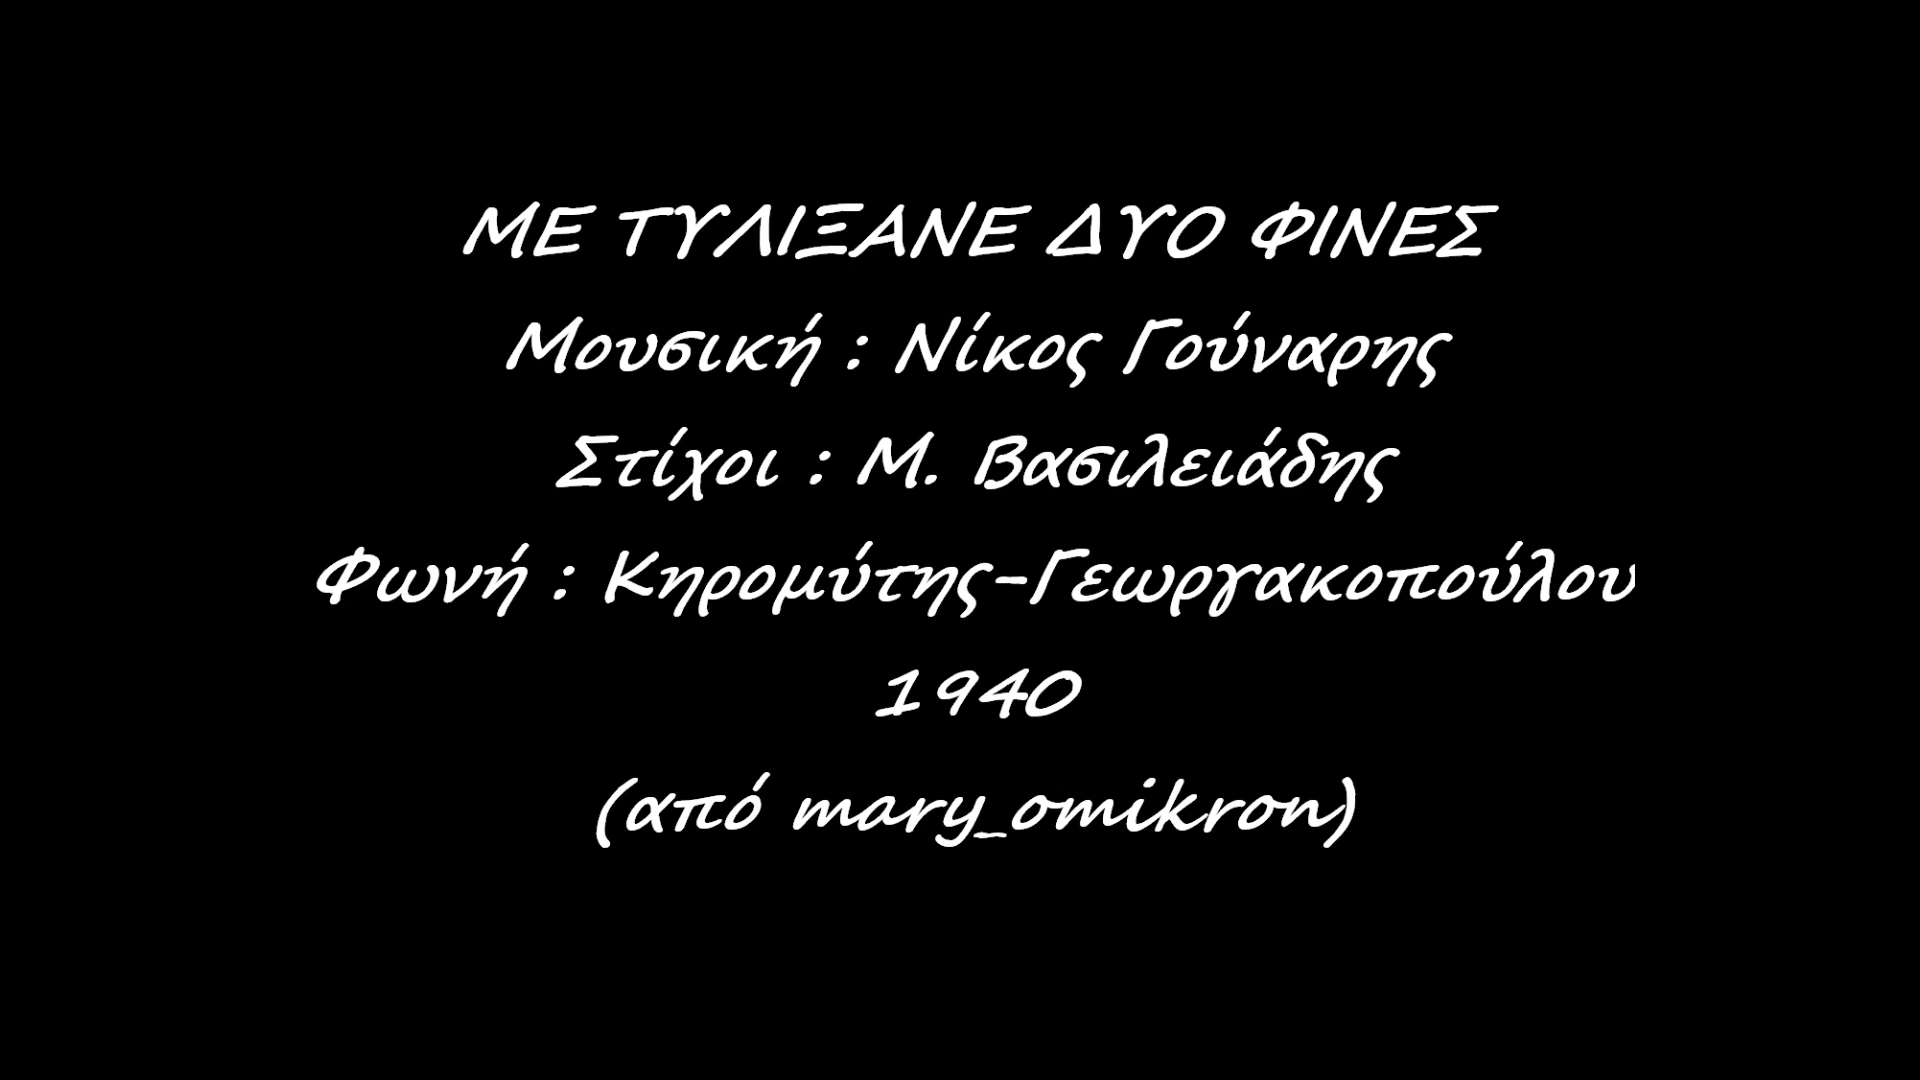 ΜΕ ΤΥΛΙΞΑΝΕ ΔΥΟ ΦΙΝΕΣ
Μουσική : Νίκος Γούναρης
Στίχοι : Μ. Βασιλειάδης
Φωνή : Κηρομύτης-Γεωργακοπούλου
1940
(από mary_omikron)